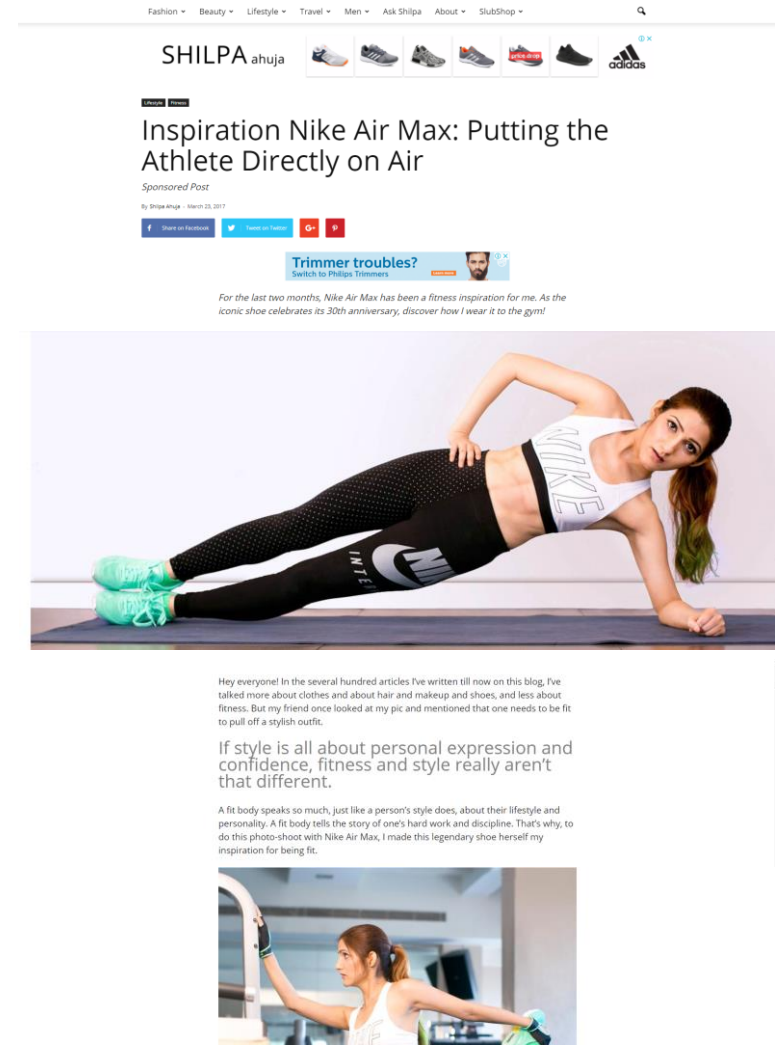 Fashion Beauty Lifestyle Travel Men Ask Shilpa About SlubShop
SHILPA ahuja
price drop
adidas
Lifestyle Fitness
Inspiration Nike Air Max: Putting the
Athlete Directly on Air
Sponsored Post
By Shilpa Ahuja - March 23, 2017
Share on Facebook Tweet on Twitter G+
Trimmer troubles?
Switch to Philips Trimmers
For the last two months, Nike Air Max has been a fitness inspiration for me. As the
iconic shoe celebrates its 30th anniversary, discover how I wear it to the gym!
NIKE
NIK
INTE
Hey everyone! In the several hundred articles I've written till now on this blog, I've
talked more about clothes and about hair and makeup and shoes, and less about
fitness. But my friend once looked at my pic and mentioned that one needs to be fit
to pull off a stylish outfit.
If style is all about personal expression and
confidence, fitness and style really aren't
that different.
A fit body speaks so much, just like a person's style does, about their lifestyle and
personality. A fit body tells the story of one's hard work and discipline. That's why, to
do this photo-shoot with Nike Air Max, I made this legendary shoe herself my
inspiration for being fit.